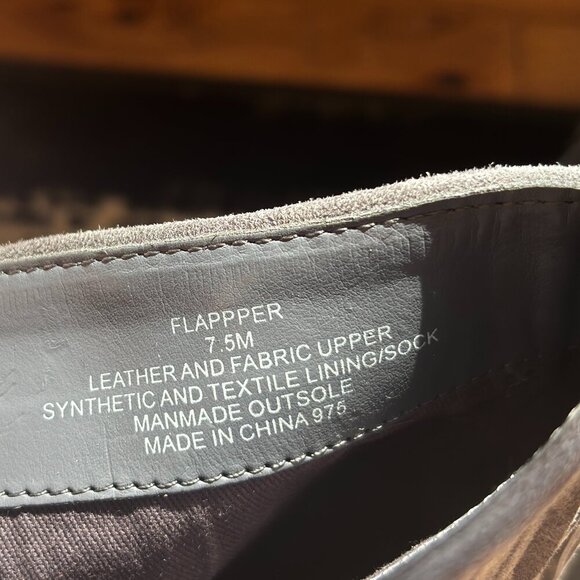 FLAPPPER
7.5M
LEATHER AND FABRIC UPPER
SYNTHETIC AND TEXTILE LINING/SOCK
MANMADE OUTSOLE
MADE IN CHINA 975